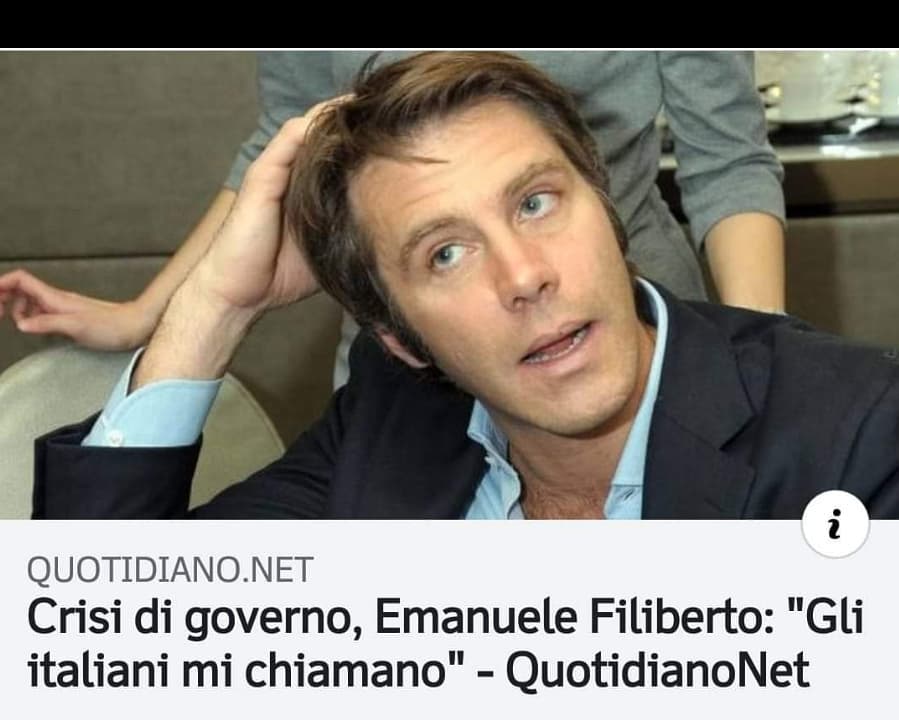 QUOTIDIANO.NET
Crisi di governo, Emanuele Filiberto: "Gli
italiani mi chiamano" - QuotidianoNet